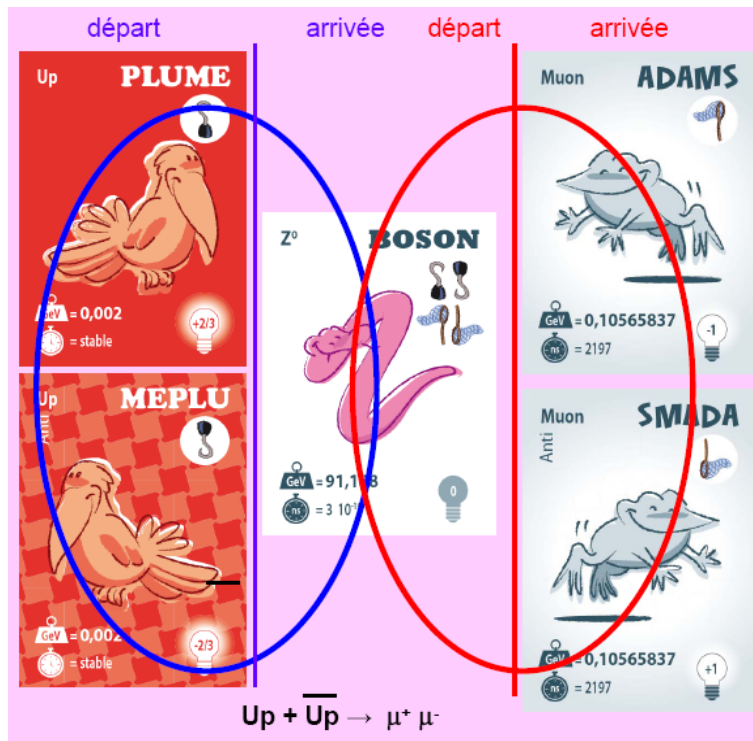 départ arrivée départ arrivée
Up PLUME
GeV = 0,002
= stable
+2/3
Up MEPLU
Anti
GeV = 0,002
= stable
-2/3
Z⁰ BOSON
GeV = 91,1
ns = 3 10
0
Muon ADAMS
GeV = 0,10565837
ns = 2197
-1
Muon SMADA
Anti
GeV = 0,10565837
ns = 2197
+1
Up + U̅p̅ → μ⁺ μ⁻